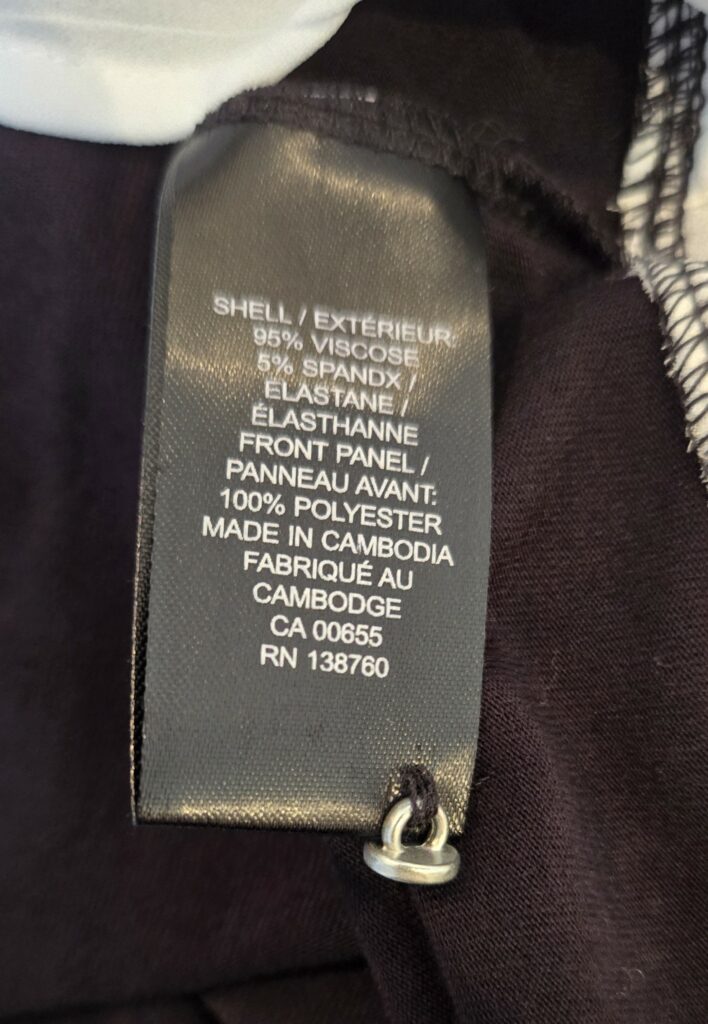 SHELL / EXTÉRIEUR:
95% VISCOSE
5% SPANDX /
ELASTANE /
ÉLASTHANNE
FRONT PANEL /
PANNEAU AVANT:
100% POLYESTER
MADE IN CAMBODIA
FABRIQUÉ AU
CAMBODGE
CA 00655
RN 138760